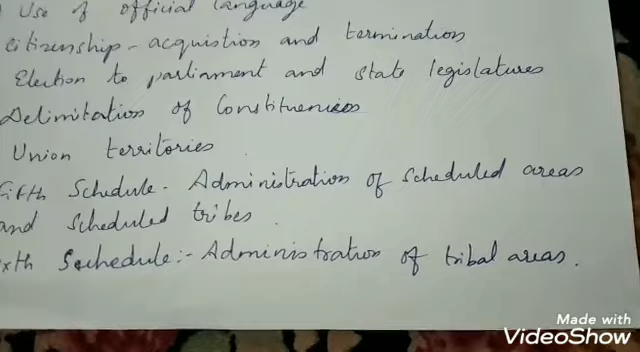 Use of official language
citizenship - acquistion and termination
Election to parliament and state legislatures
Delimitation of Constituencies
Union territories
Fifth Schedule - Administration of scheduled areas
and scheduled tribes
xth Schedule:- Administration of tribal areas.
Made with
VideoShow